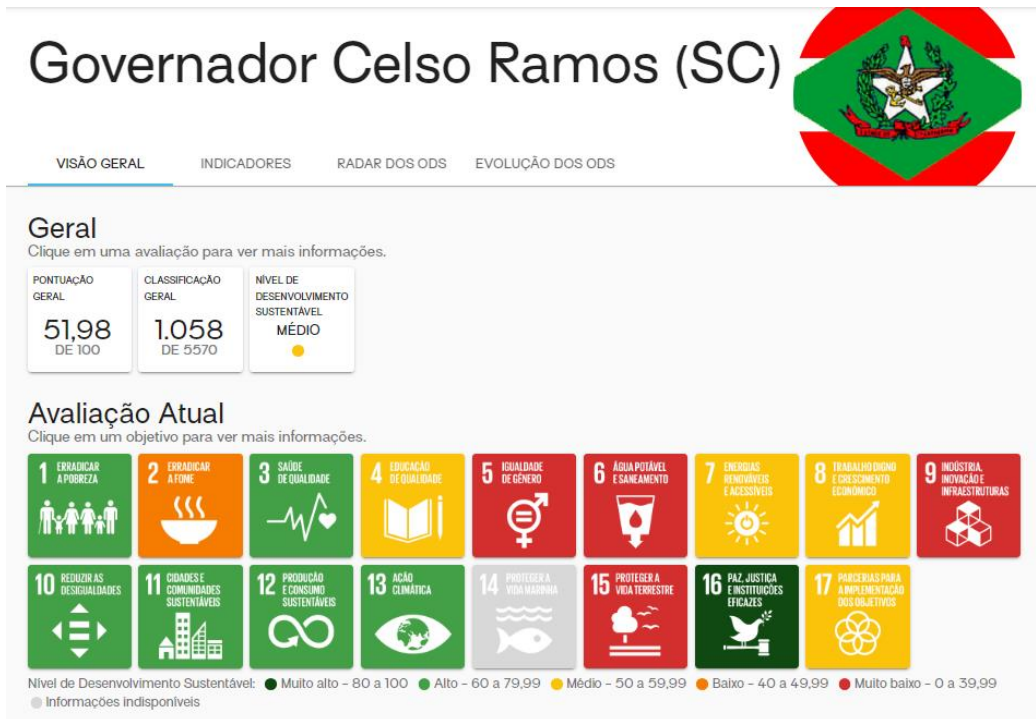 Governador Celso Ramos (SC)
VISÃO GERAL
INDICADORES
RADAR DOS ODS
EVOLUÇÃO DOS ODS
Geral
Clique em uma avaliação para ver mais informações.
PONTUAÇÃO
GERAL
51,98
DE 100
CLASSIFICAÇÃO
GERAL
1.058
DE 5570
NÍVEL DE
DESENVOLVIMENTO
SUSTENTÁVEL
MÉDIO
Avaliação Atual
Clique em um objetivo para ver mais informações.
1 ERRADICAR
A POBREZA
2 ERRADICAR
A FOME
3 SAÚDE
DE QUALIDADE
4 EDUCAÇÃO
DE QUALIDADE
5 IGUALDADE
DE GÉNERO
6 ÁGUA POTÁVEL
E SANEAMENTO
7 ENERGIAS
RENOVÁVEIS
E ACESSÍVEIS
8 TRABALHO DIGNO
E CRESCIMENTO
ECONÓMICO
9 INDÚSTRIA,
INOVAÇÃO E
INFRAESTRUTURAS
10 REDUZIR AS
DESIGUALDADES
11 CIDADES E
COMUNIDADES
SUSTENTÁVEIS
12 PRODUÇÃO
E CONSUMO
SUSTENTÁVEIS
13 AÇÃO
CLIMÁTICA
14 PROTEGER A
VIDA MARINHA
15 PROTEGER A
VIDA TERRESTRE
16 PAZ, JUSTIÇA
E INSTITUIÇÕES
EFICAZES
17 PARCERIAS PARA
A IMPLEMENTAÇÃO
DOS OBJETIVOS
Nível de Desenvolvimento Sustentável: Muito alto - 80 a 100 Alto - 60 a 79,99 Médio - 50 a 59,99 Baixo - 40 a 49,99 Muito baixo - 0 a 39,99
Informações indisponíveis